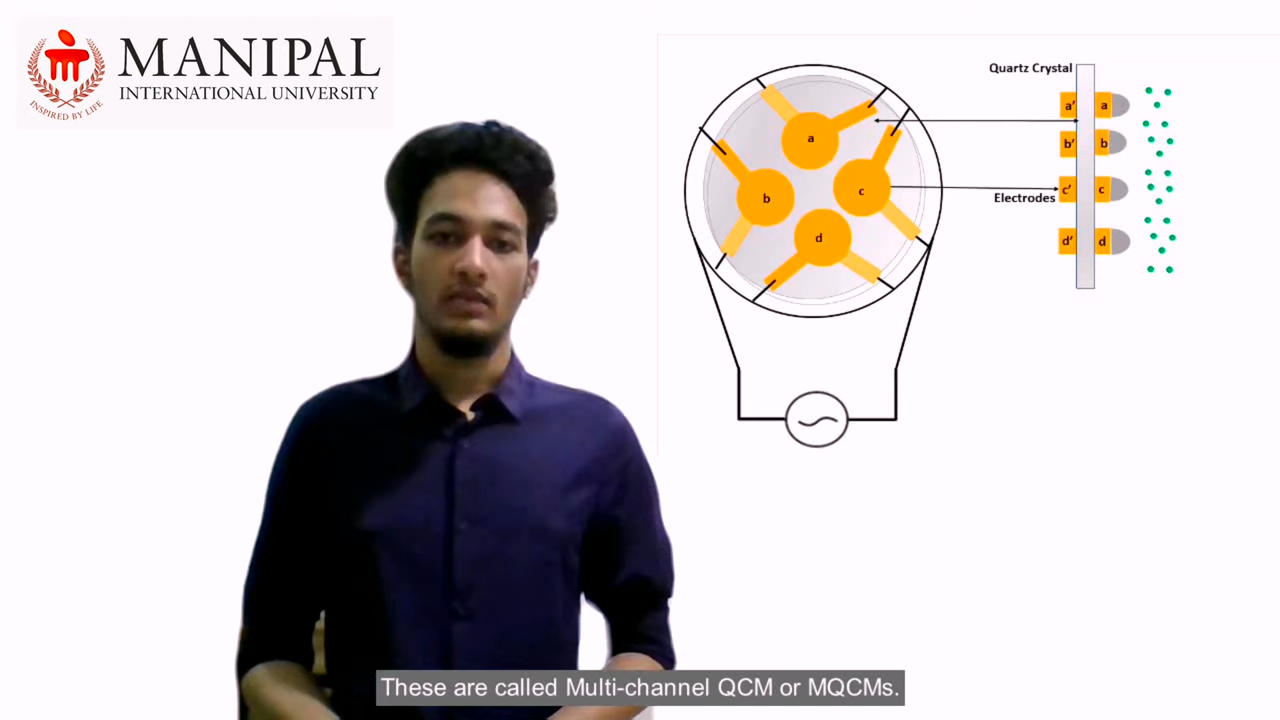 MANIPAL
INTERNATIONAL UNIVERSITY
INSPIRED BY LIFE
Quartz Crystal
a
b
c
d
a' a
b' b
c' c
Electrodes
d' d
These are called Multi-channel QCM or MQCMs.